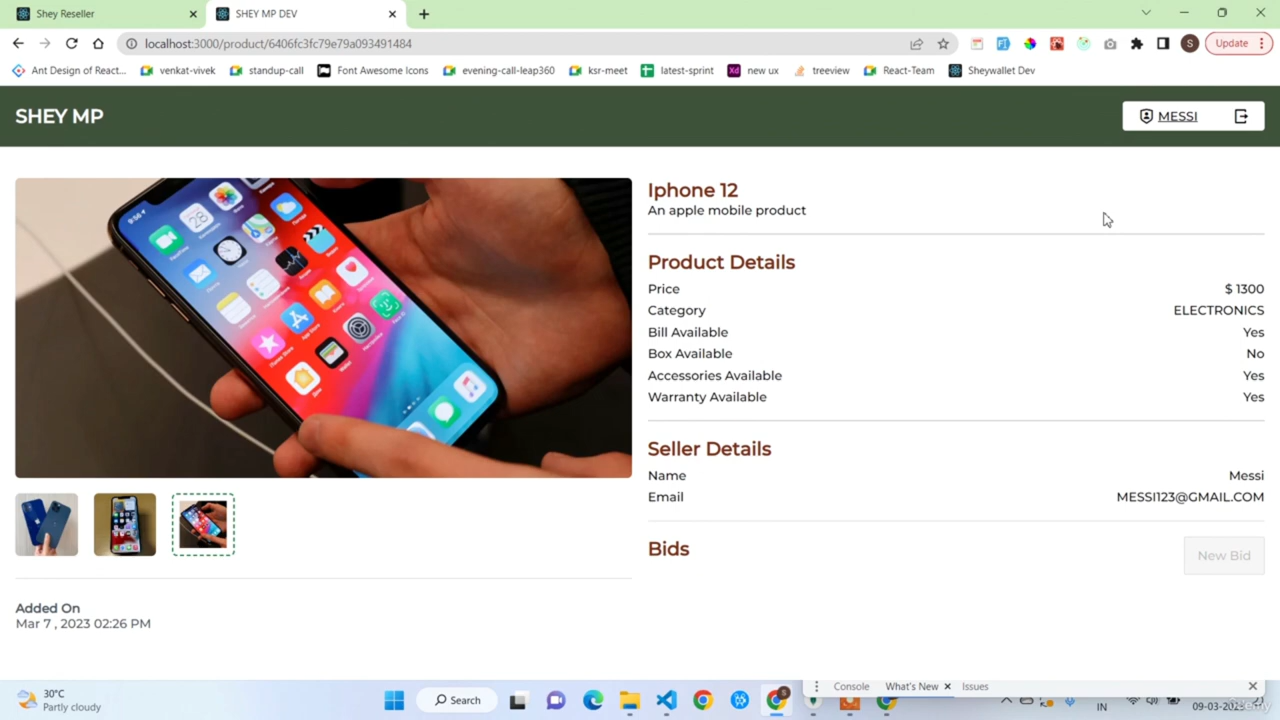 Shey Reseller
SHEY MP DEV
localhost:3000/product/6406fc3fc79e79a093491484
S
Update
Ant Design of React...
venkat-vivek
standup-call
Font Awesome Icons
evening-call-leap360
ksr-meet
latest-sprint
Xd new ux
treeview
React-Team
Sheywallet Dev
SHEY MP
MESSI
Iphone 12
An apple mobile product
Product Details
Price $ 1300
Category ELECTRONICS
Bill Available Yes
Box Available No
Accessories Available Yes
Warranty Available Yes
Seller Details
Name Messi
Email MESSI123@GMAIL.COM
Bids
New Bid
Added On
Mar 7 , 2023 02:26 PM
Console
What's New
Issues
30°C
Partly cloudy
Search
IN